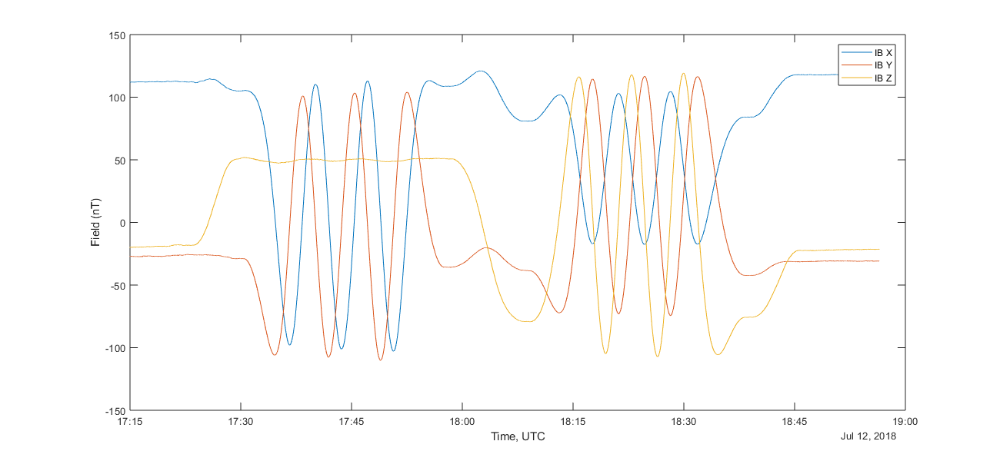 150
100
50
0
-50
-100
-150
Field (nT)
IB X
IB Y
IB Z
17:15 17:30 17:45 18:00 18:15 18:30 18:45 19:00
Time, UTC
Jul 12, 2018